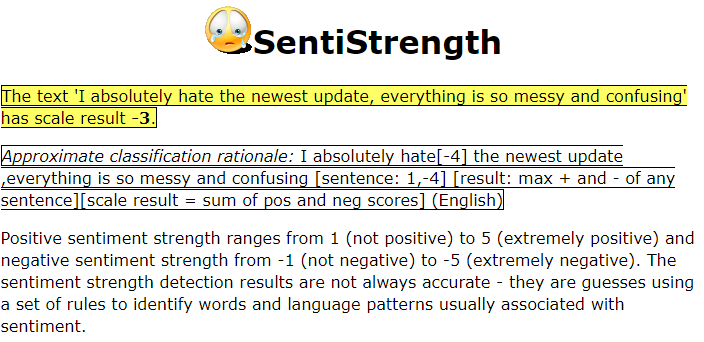 SentiStrength
The text 'I absolutely hate the newest update, everything is so messy and confusing'
has scale result -3.
Approximate classification rationale: I absolutely hate[-4] the newest update
,everything is so messy and confusing [sentence: 1,-4] [result: max + and - of any
sentence][scale result = sum of pos and neg scores] (English)
Positive sentiment strength ranges from 1 (not positive) to 5 (extremely positive) and
negative sentiment strength from -1 (not negative) to -5 (extremely negative). The
sentiment strength detection results are not always accurate - they are guesses using
a set of rules to identify words and language patterns usually associated with
sentiment.